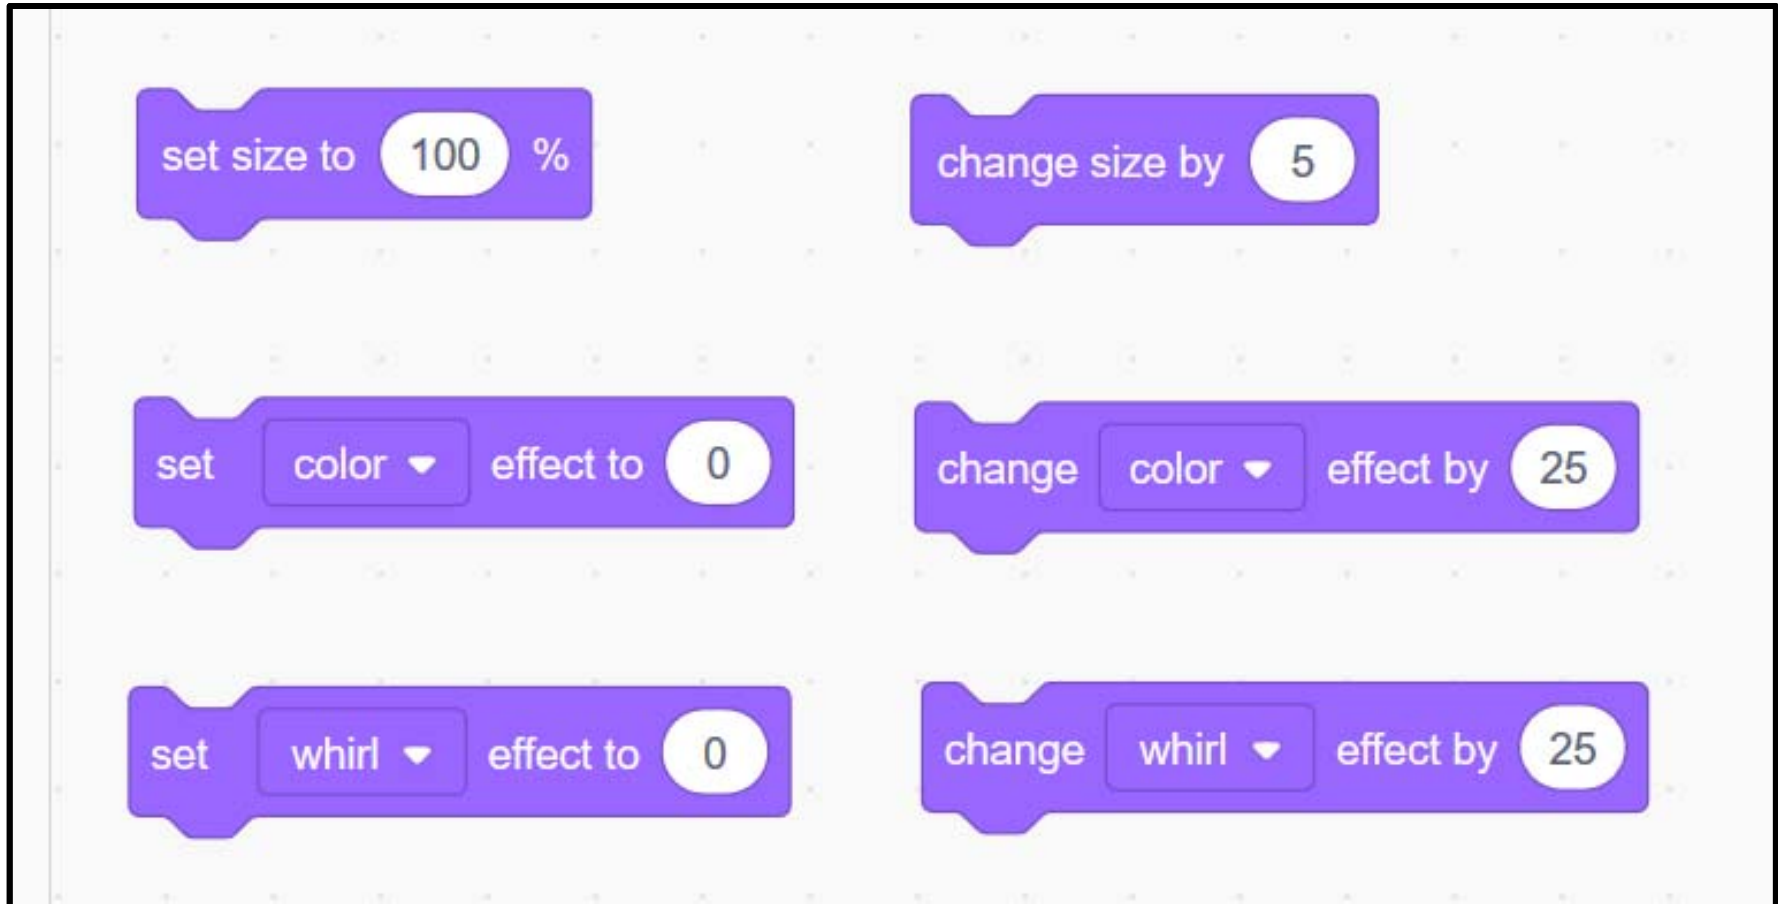 set size to 100 %
change size by 5
set color effect to 0
change color effect by 25
set whirl effect to 0
change whirl effect by 25